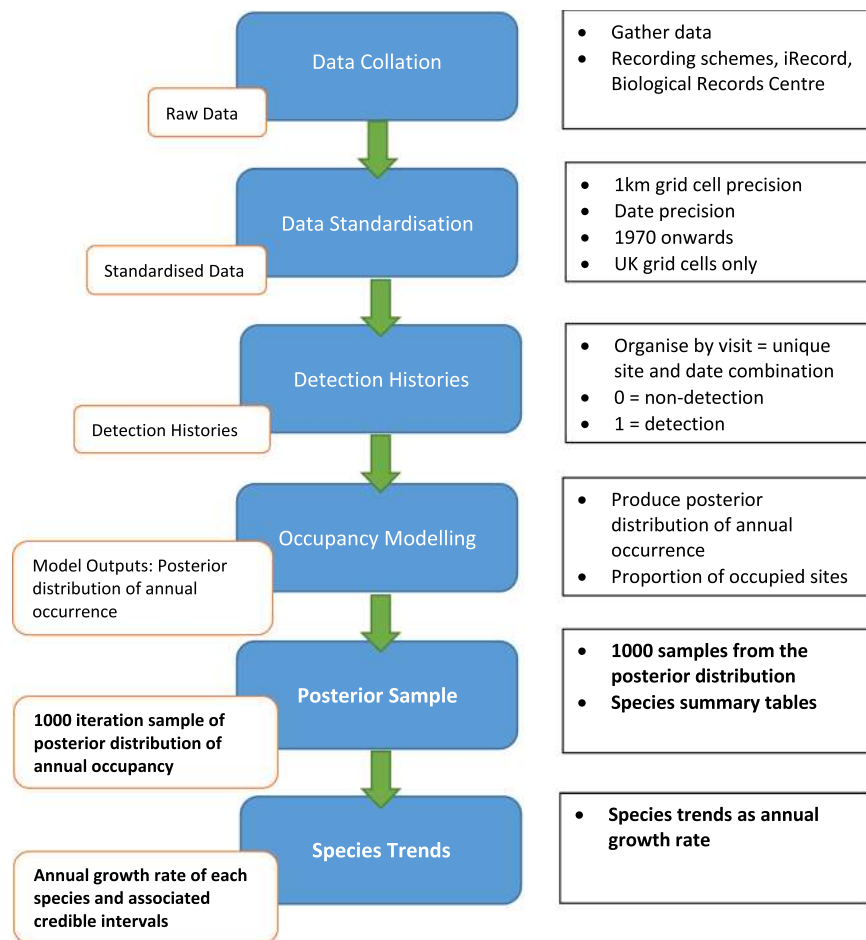 Data Collation
Raw Data
• Gather data
• Recording schemes, iRecord,
Biological Records Centre
Data Standardisation
Standardised Data
• 1km grid cell precision
• Date precision
• 1970 onwards
• UK grid cells only
Detection Histories
Detection Histories
• Organise by visit = unique
site and date combination
• 0 = non-detection
• 1 = detection
Occupancy Modelling
Model Outputs: Posterior
distribution of annual
occurrence
• Produce posterior
distribution of annual
occurrence
• Proportion of occupied sites
Posterior Sample
1000 iteration sample of
posterior distribution of
annual occupancy
• 1000 samples from the
posterior distribution
• Species summary tables
Species Trends
Annual growth rate of each
species and associated
credible intervals
• Species trends as annual
growth rate